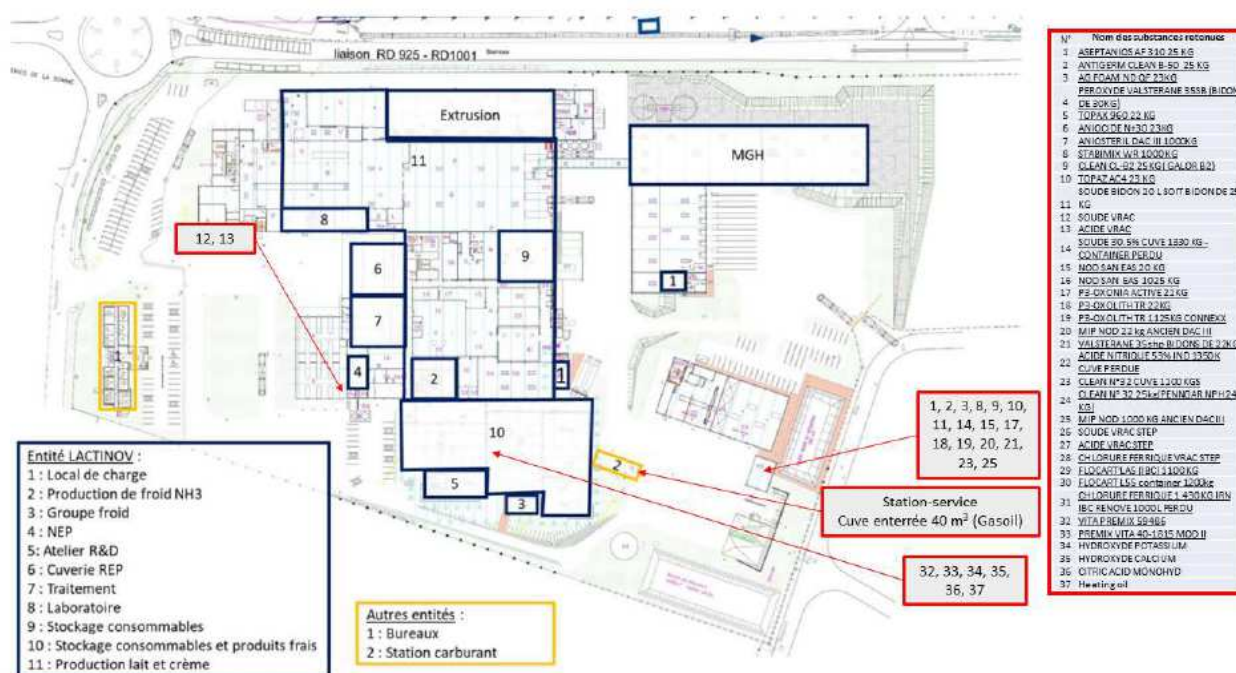 liaison RD 925 - RD1001
Extrusion
11
MGH
8
12, 13
6
9
1
7
4
2
1
10
1, 2, 3, 8, 9, 10,
11, 14, 15, 17,
18, 19, 20, 21,
23, 25
2
5
3
Station-service
Cuve enterrée 40 m³ (Gasoil)
32, 33, 34, 35,
36, 37
Entité LACTINOV :
1 : Local de charge
2 : Production de froid NH3
3 : Groupe froid
4 : NEP
5: Atelier R&D
6 : Cuverie REP
7 : Traitement
8 : Laboratoire
9 : Stockage consommables
10 : Stockage consommables et produits frais
11 : Production lait et crème
Autres entités :
1 : Bureaux
2 : Station carburant
N° Nom des substances retenues
1 ASEPTANIOS AF 310 25 KG
2 ANTIGERM CLEAN B-50 25 KG
3 AG FOAM ND QF 23KG
PEROXYDE VALSTERANE 35SB (BIDON
4 DE 30KG)
5 TOPAX 960 22 KG
6 23KG
7 ANIOSTERIL DAC III 1000KG
8 STABIMIX WR 1000KG
9 CLEAN CL-B2 25 KG( GALOR B2)
10 TOPAZ AC4 23 KG
SOUDE BIDON 20 L SOIT BIDON DE 25
11 KG
12 SOUDE VRAC
13 ACIDE VRAC
SOUDE 30.5% CUVE 1330 KG -
14 CONTAINER PERDU
15 NOD SAN EAS 20 KG
16 NOD SAN EAS 1025 KG
17 P3-OXONIA ACTIVE 22KG
18 P3-OXOLITH TR 22KG
19 P3-OXOLITH TR 1125KG CONNEXX
20 MIP NOD 22 kg ANCIEN DAC III
21 VALSTERANE BIDONS DE 22KG
ACIDE NITRIQUE 53% IND 1350K
22 CUVE PERDUE
23 CLEAN N°32 CUVE 1100 KGS
CLEAN N° 32 25kg
24 KG)
25 MIP NOD 1000 KG ANCIEN DAC III
26 SOUDE VRAC STEP
27 ACIDE VRAC STEP
28 CHLORURE FERRIQUE VRAC STEP
29 1100KG
30 container 1200kg
CHLORURE FERRIQUE 1 430KG IRN
31 IBC RENOVE 1000L PERDU
32 VITA PREMIX 59486
33 PREMIX VITA 40-1815 MOD II
34 HYDROXYDE POTASSIUM
35 HYDROXYDE CALCIUM
36 CITRIC ACID MONOHYD
37 Heating oil